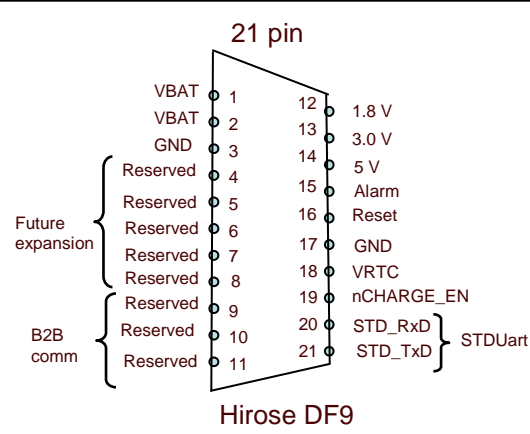 21 pin
VBAT 1
VBAT 2
GND 3
Reserved 4
Reserved 5
Reserved 6
Reserved 7
Reserved 8
Future
expansion
Reserved 9
Reserved 10
Reserved 11
B2B
comm
12 1.8 V
13 3.0 V
14 5 V
15 Alarm
16 Reset
17 GND
18 VRTC
19 nCHARGE_EN
20 STD_RxD
21 STD_TxD
STDUart
Hirose DF9